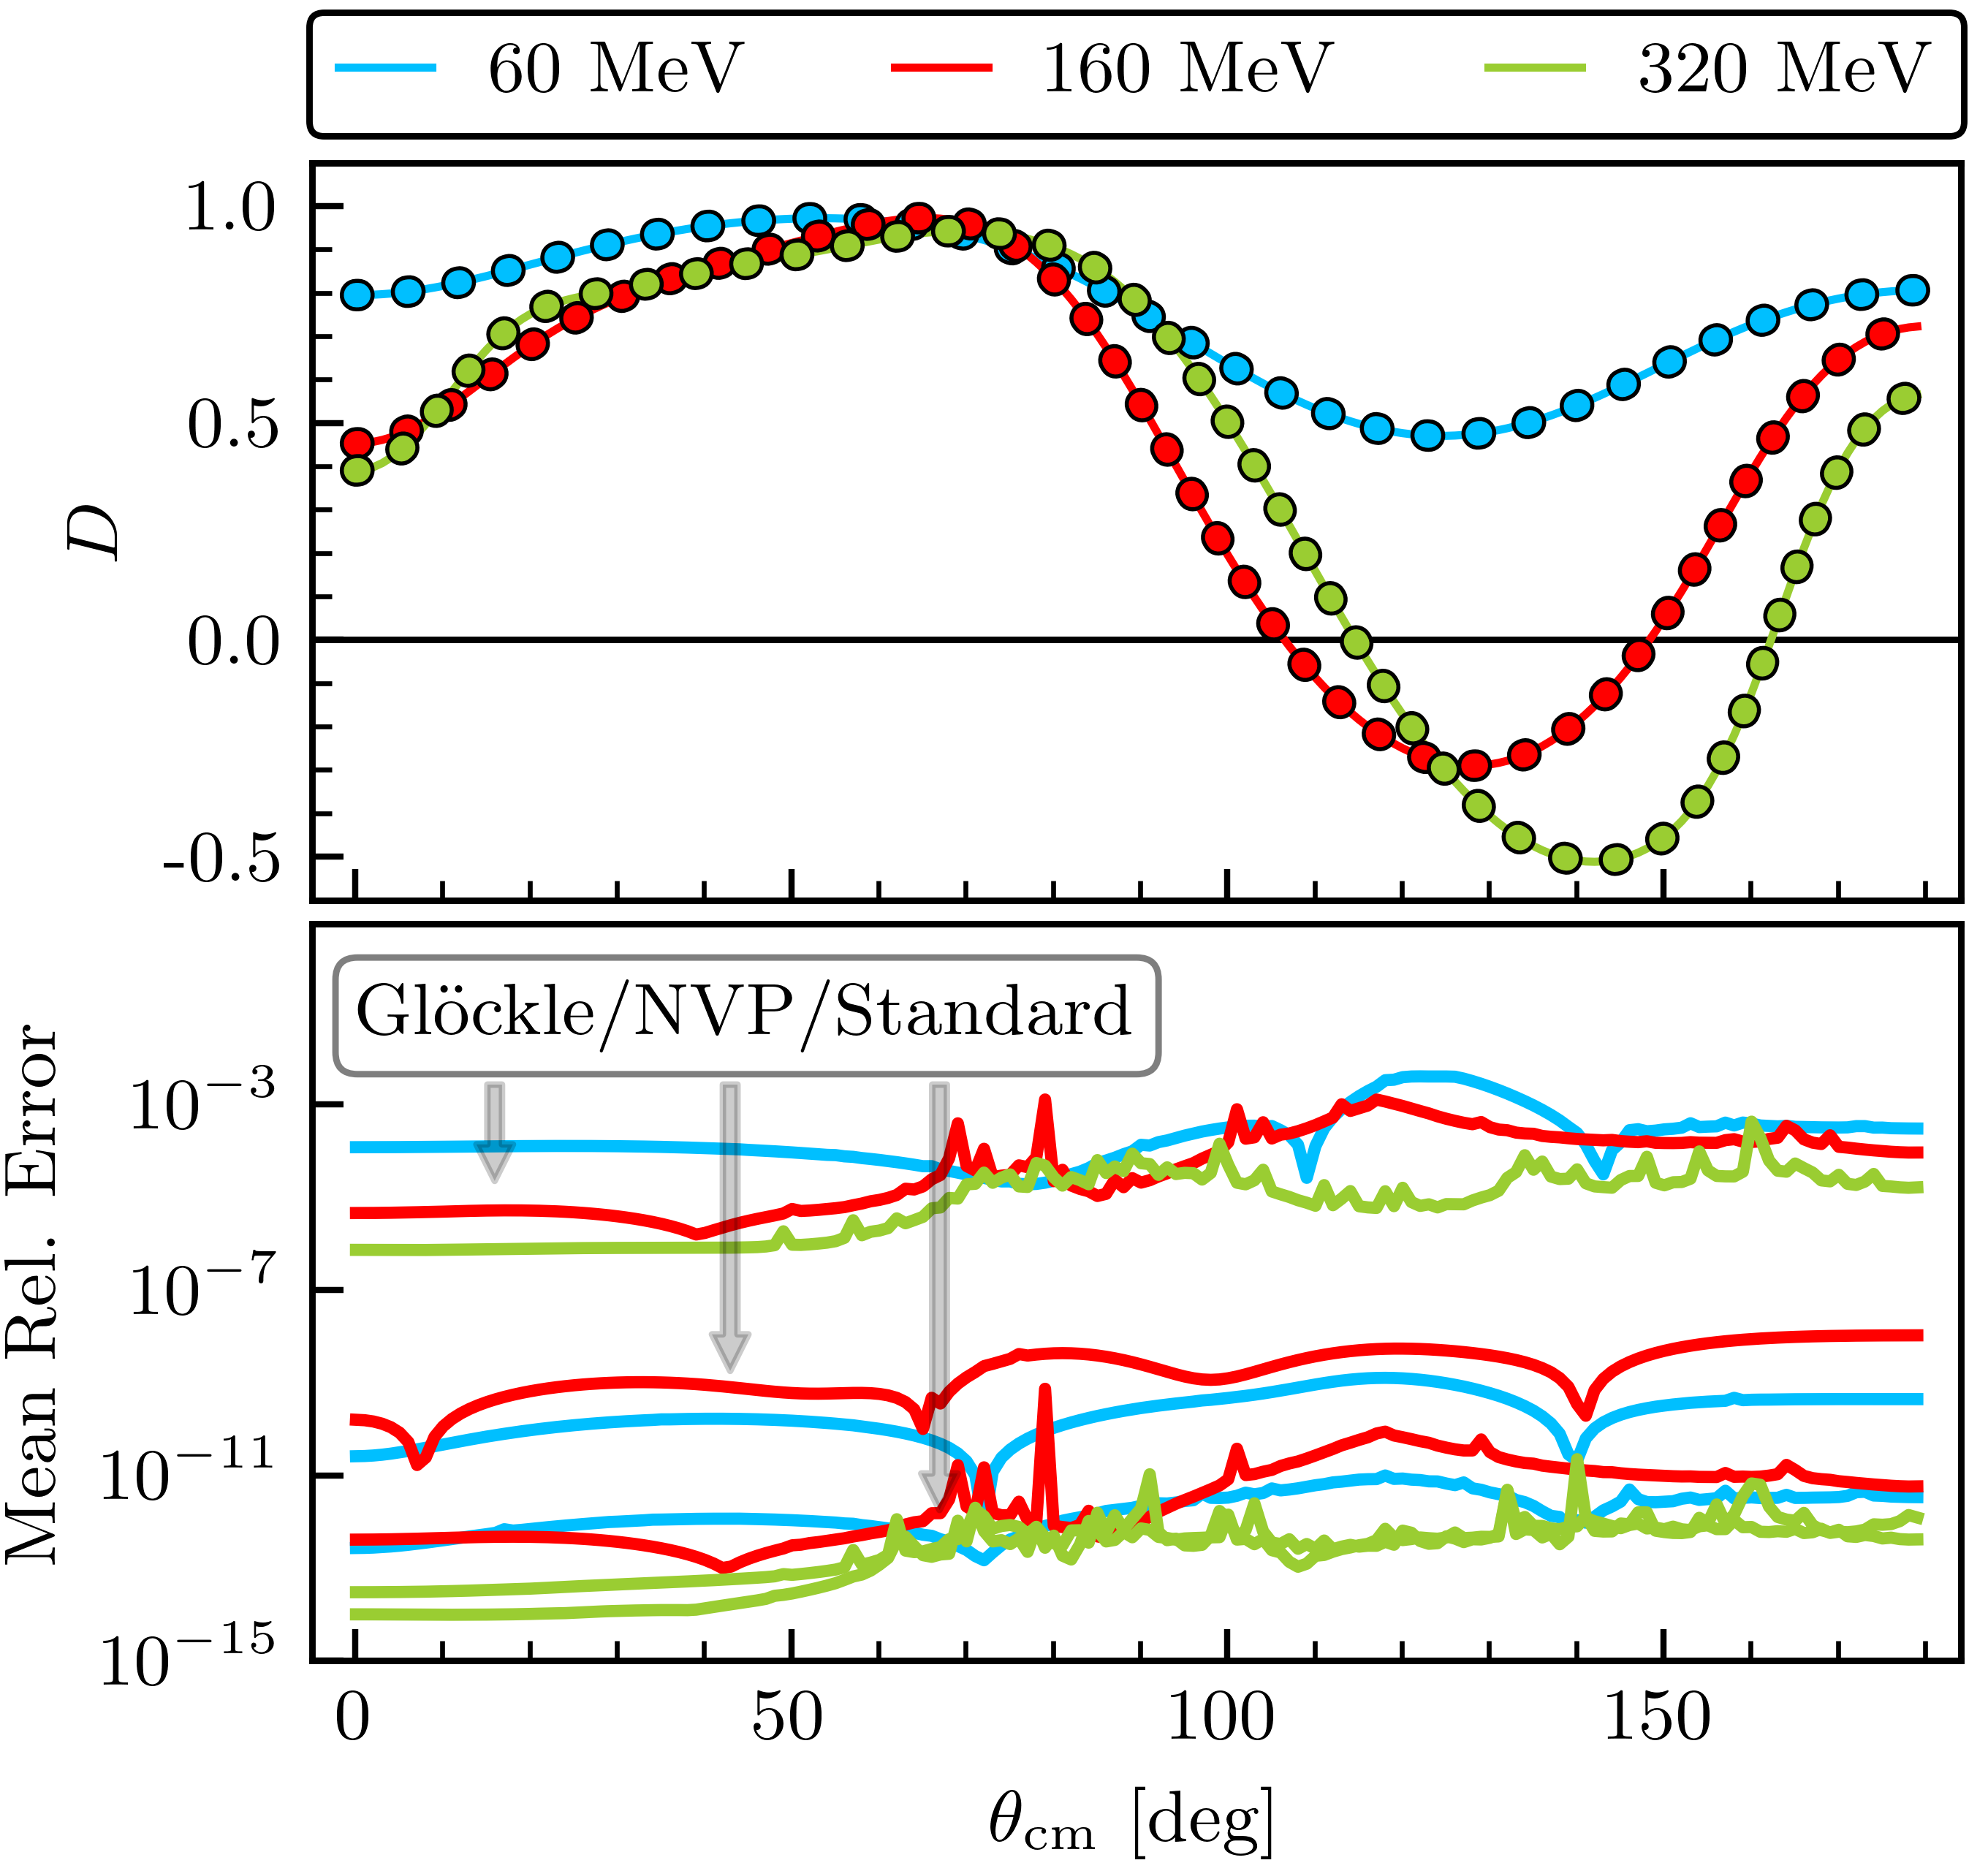 60 MeV 160 MeV 320 MeV
1.0
0.5
0.0
-0.5
D
Glöckle/NVP/Standard
10⁻³
10⁻⁷
10⁻¹¹
10⁻¹⁵
Mean Rel. Error
0 50 100 150
θcm [deg]